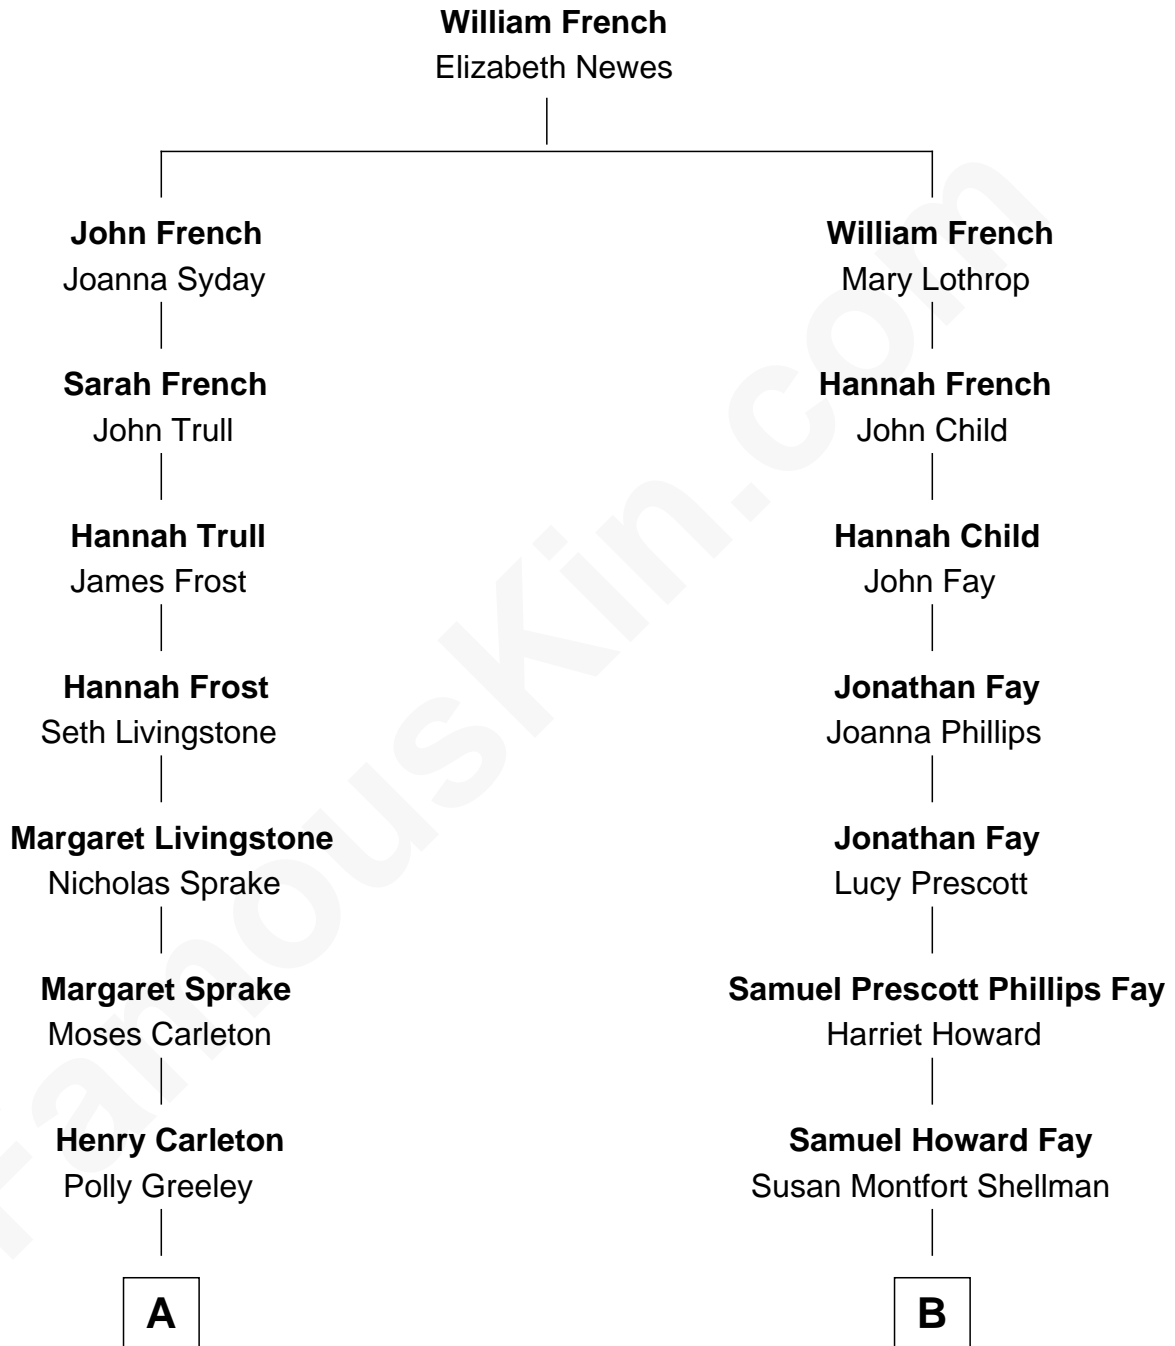 William French
Elizabeth Newes
John French
Joanna Syday
William French
Mary Lothrop
Sarah French
John Trull
Hannah French
John Child
Hannah Trull
James Frost
Hannah Child
John Fay
Hannah Frost
Seth Livingstone
Jonathan Fay
Joanna Phillips
Margaret Livingstone
Nicholas Sprake
Jonathan Fay
Lucy Prescott
Margaret Sprake
Moses Carleton
Samuel Prescott Phillips Fay
Harriet Howard
Henry Carleton
Polly Greeley
Samuel Howard Fay
Susan Montfort Shellman
A
B
FamousKin.com